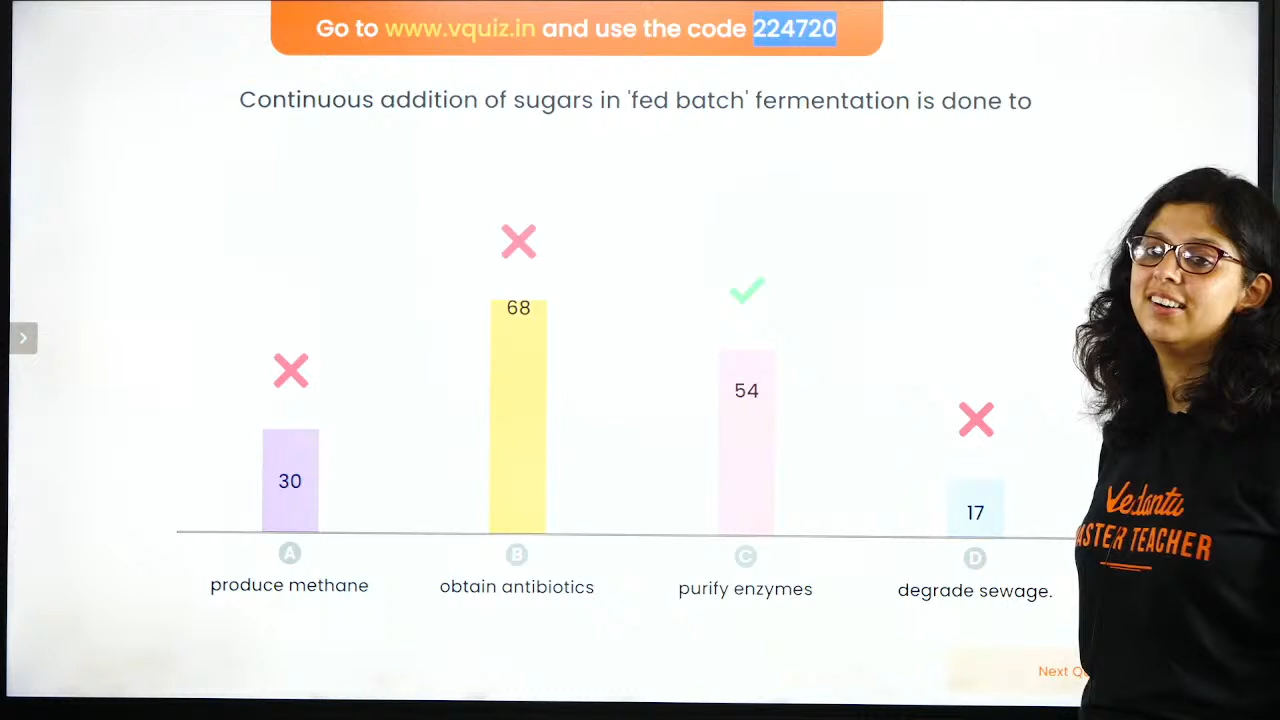 Go to www.vquiz.in and use the code 224720
Continuous addition of sugars in 'fed batch' fermentation is done to
68
54
30
17
A
B
C
D
produce methane
obtain antibiotics
purify enzymes
degrade sewage.
Next
Vedantu
MASTER TEACHER